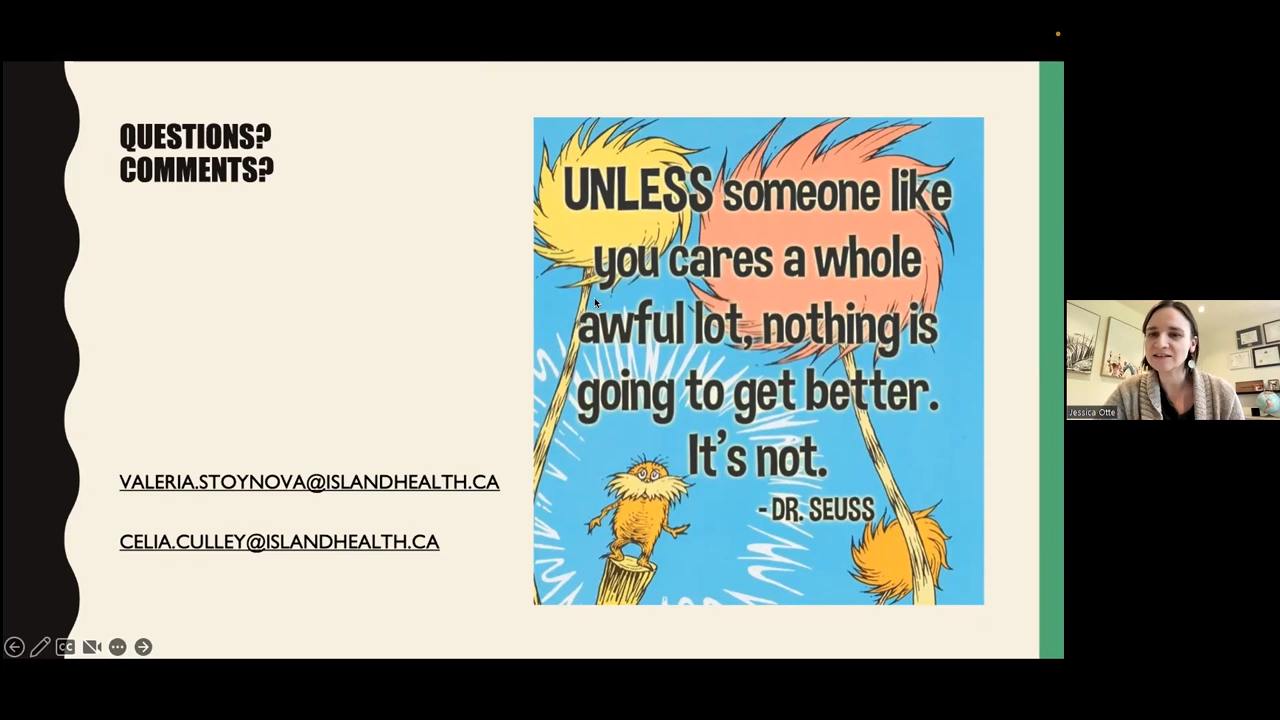 QUESTIONS?
COMMENTS?
VALERIA.STOYNOVA@ISLANDHEALTH.CA
CELIA.CULLEY@ISLANDHEALTH.CA
UNLESS someone like
you cares a whole
awful lot, nothing is
going to get better.
It's not.
- DR. SEUSS
CC
Jessica Otte